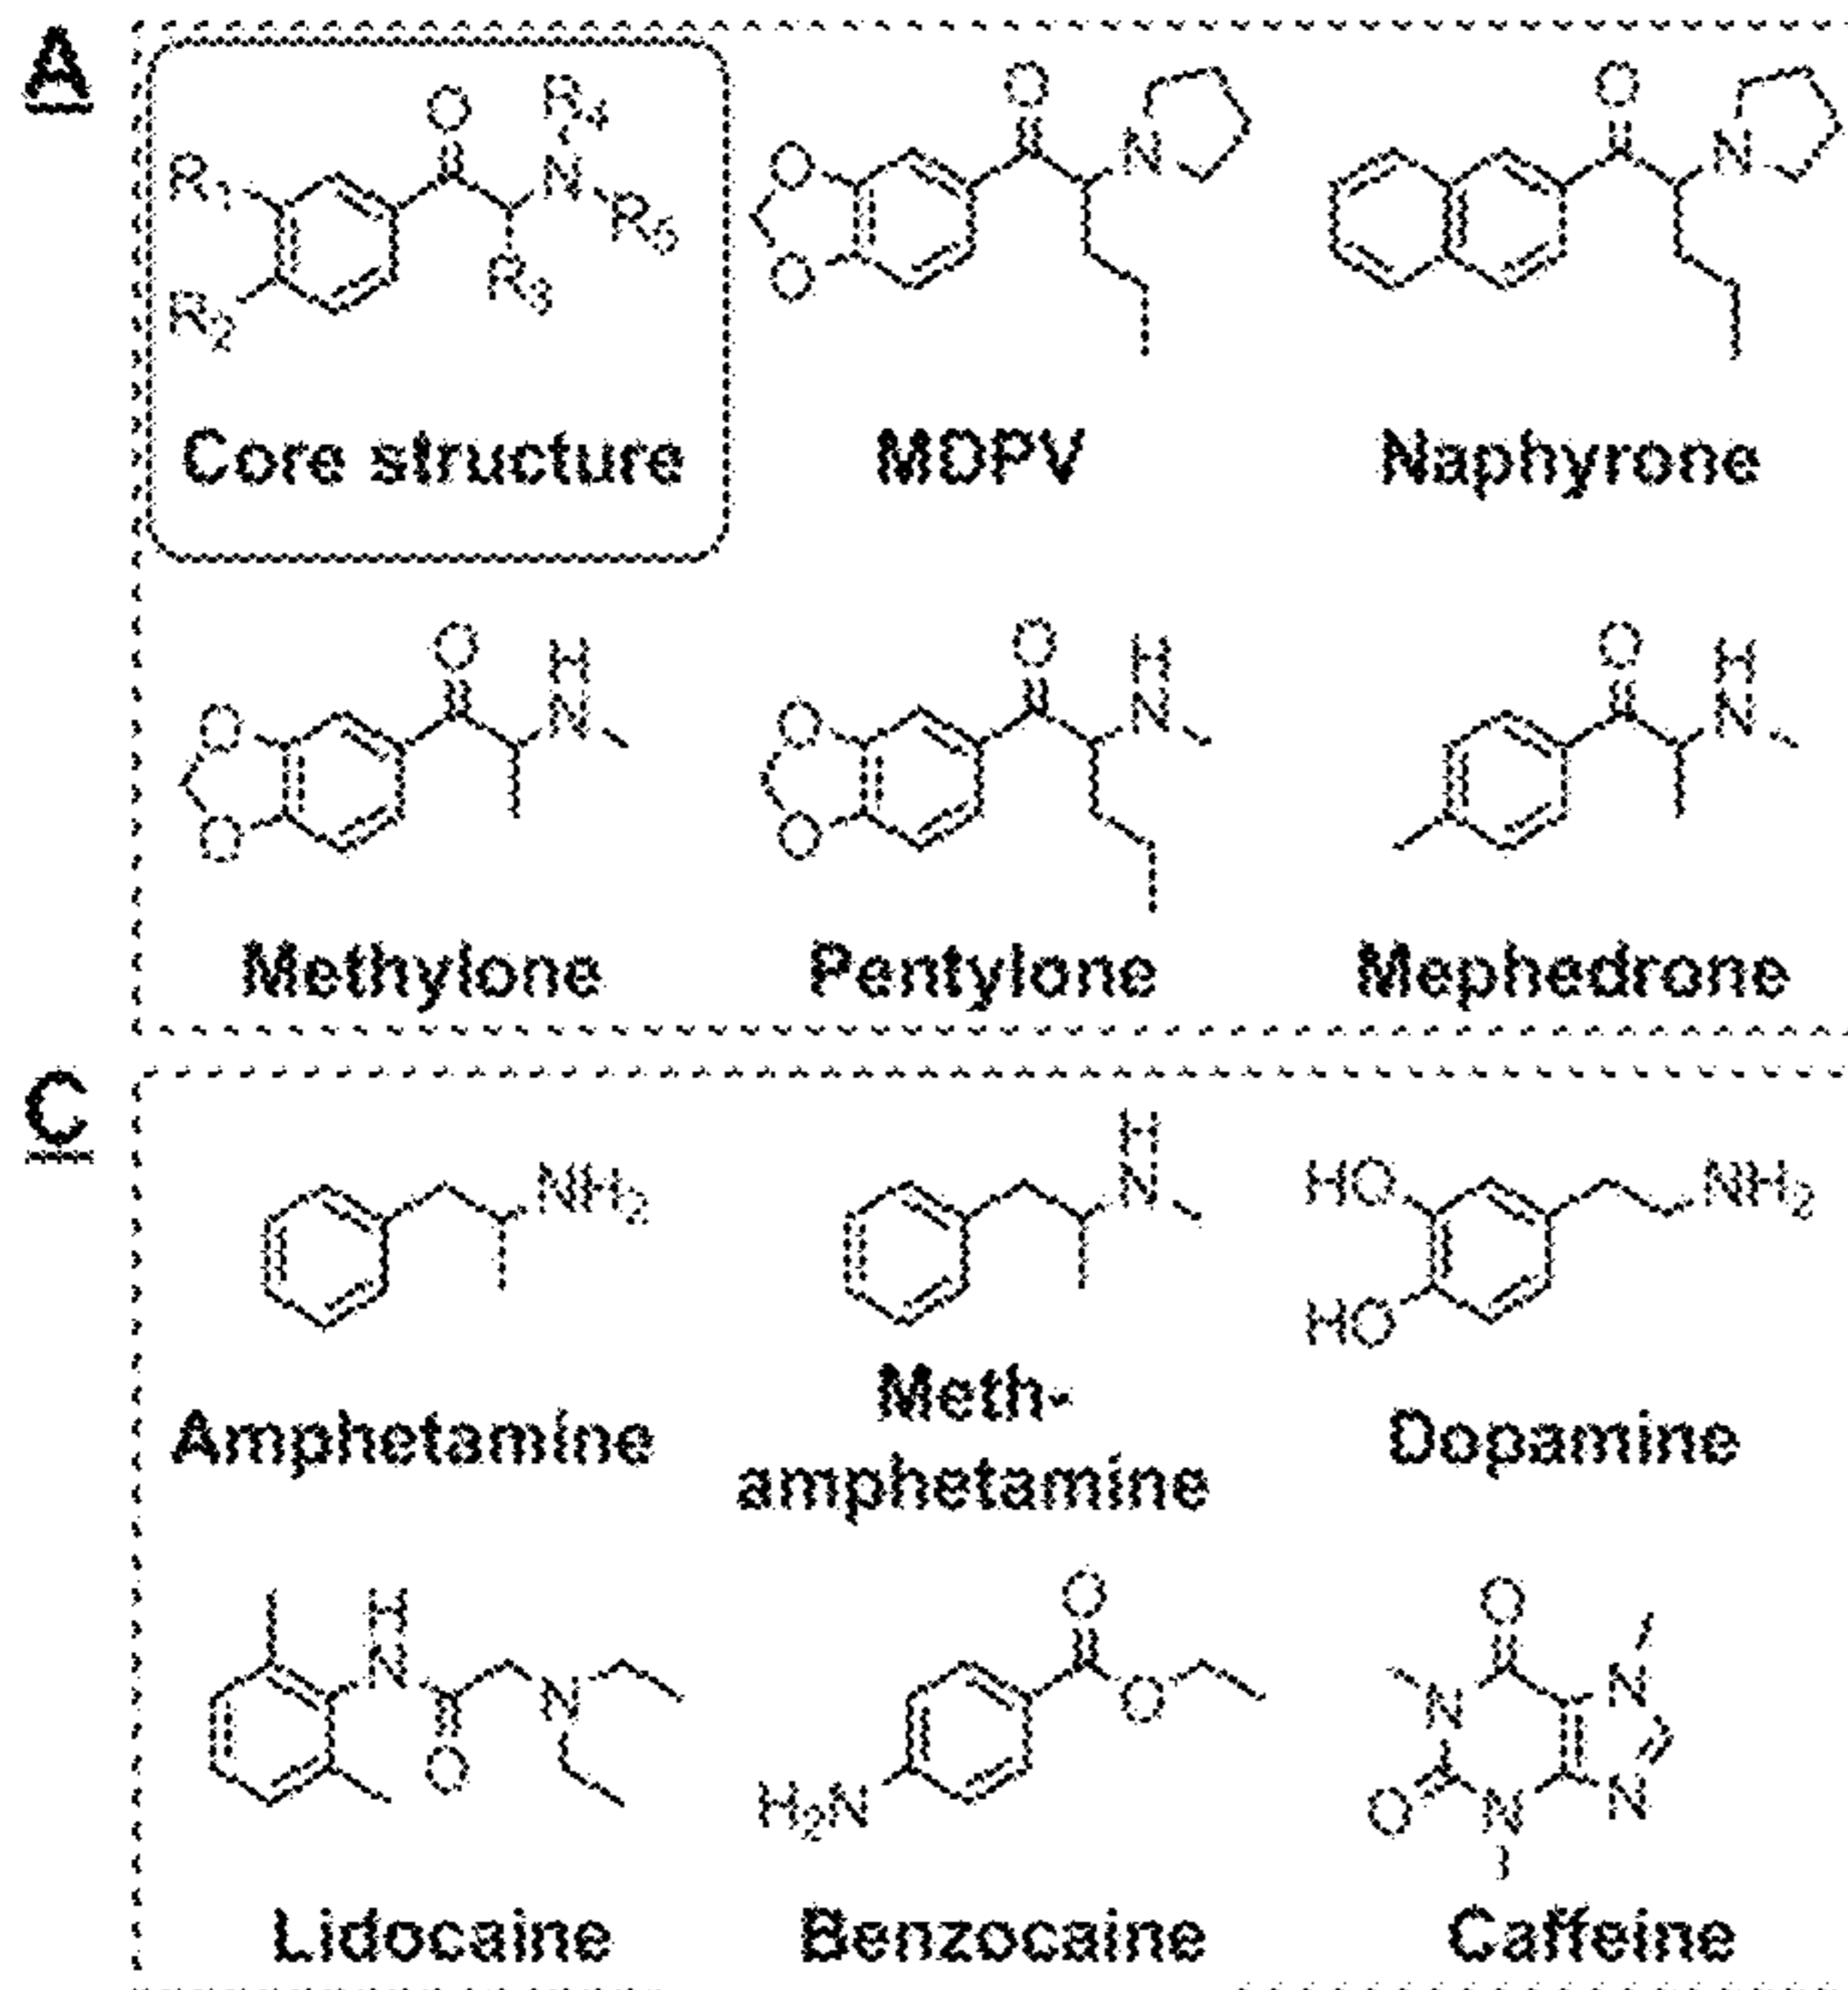 A
O
R4
R1
N
R5
R3
R2
Core structure
O
N
O
O
MDPV
O
N
Naphyrone
O
H
N
O
O
Methylone
O
H
N
O
O
Pentylone
O
H
N
Mephedrone
C
NH2
Amphetamine
H
N
Meth-
amphetamine
HO
NH2
HO
Dopamine
H
N
N
O
Lidocaine
O
O
H2N
Benzocaine
O
N
N
O
N
N
Caffeine